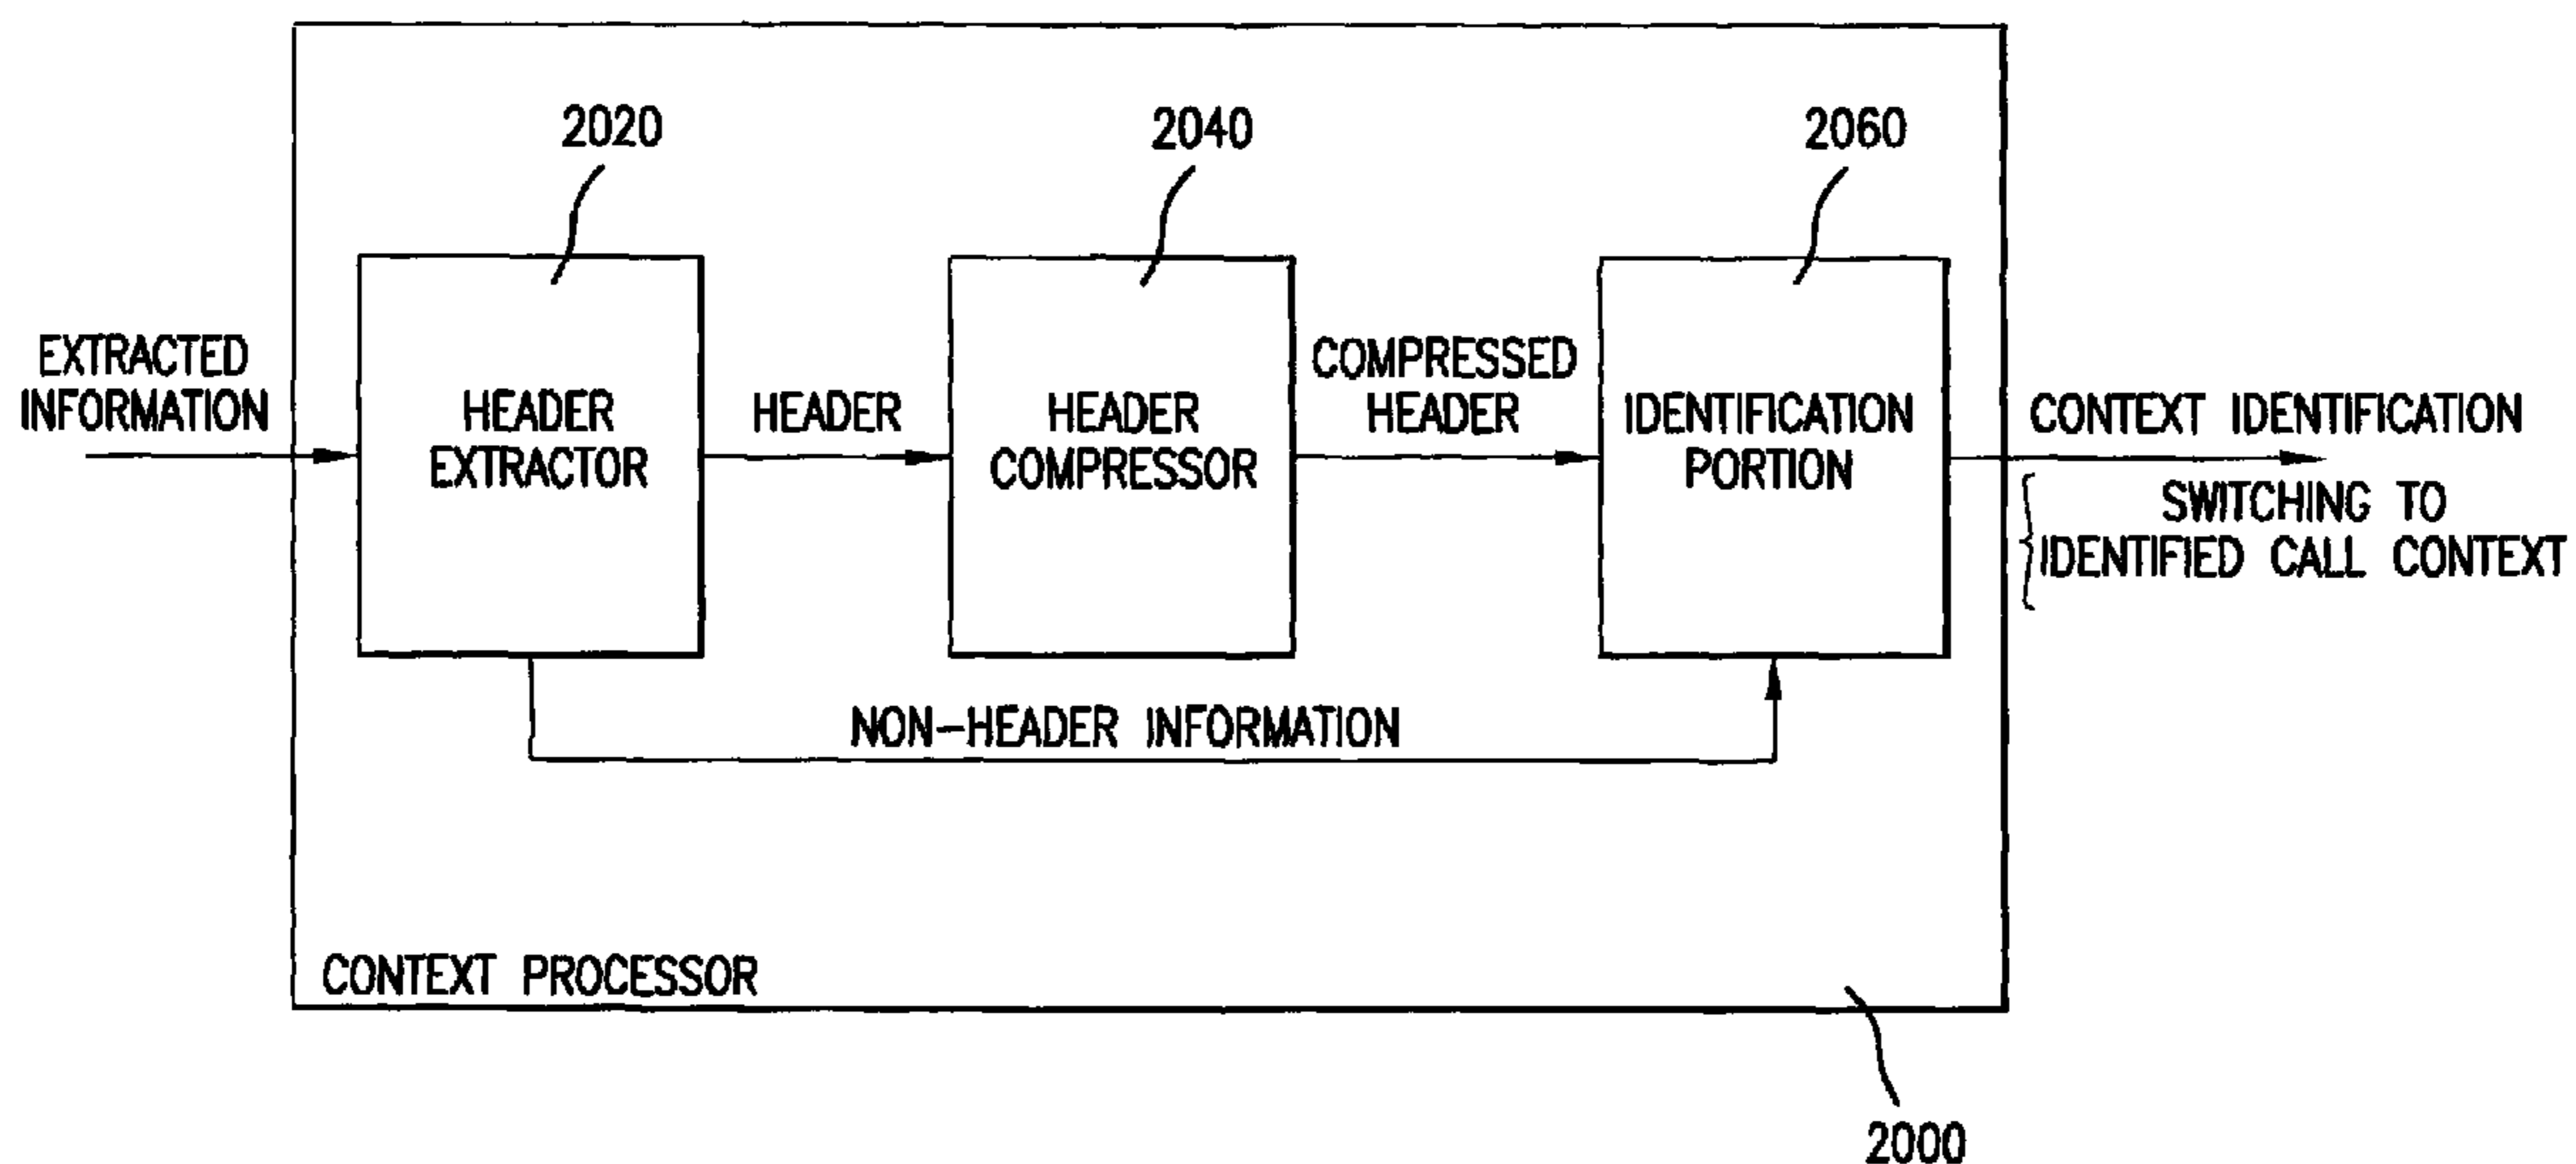 2020
2040
2060
EXTRACTED
INFORMATION
HEADER
EXTRACTOR
HEADER
HEADER
COMPRESSOR
COMPRESSED
HEADER
IDENTIFICATION
PORTION
CONTEXT IDENTIFICATION
SWITCHING TO
IDENTIFIED CALL CONTEXT
NON-HEADER INFORMATION
CONTEXT PROCESSOR
2000